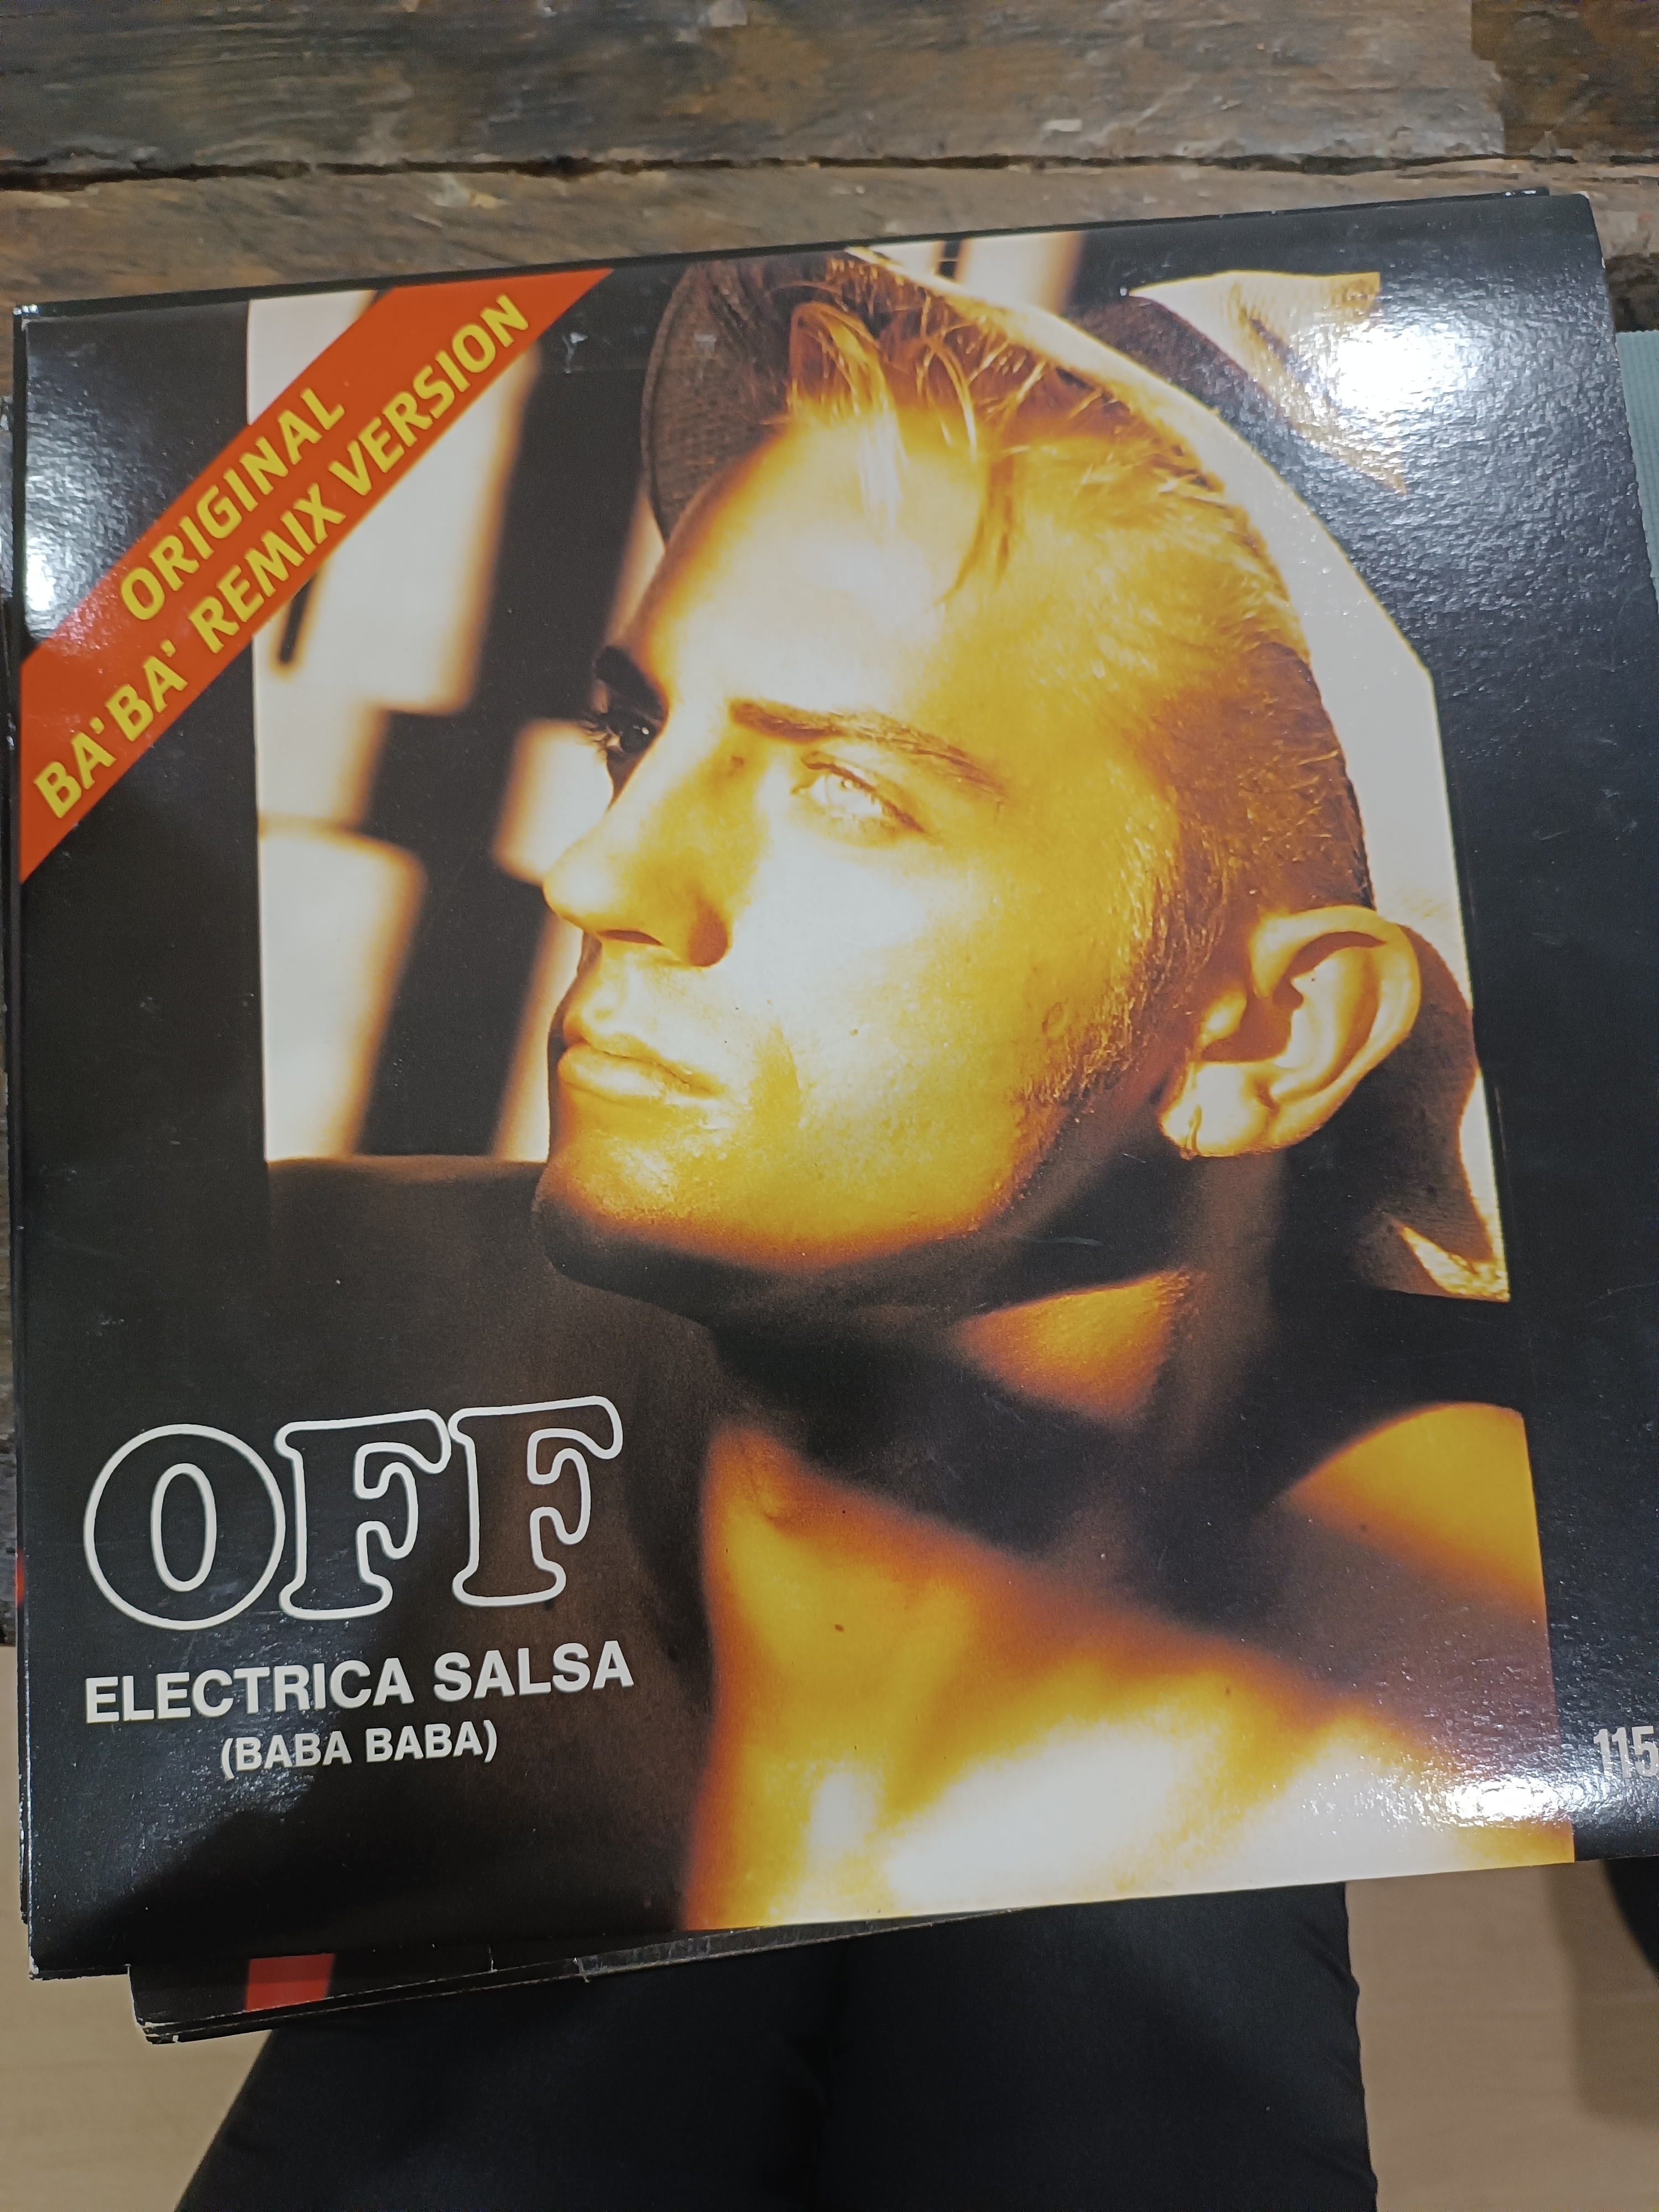 ORIGINAL
BA'BA' REMIX VERSION
OFF
ELECTRICA SALSA
(BABA BABA)
115